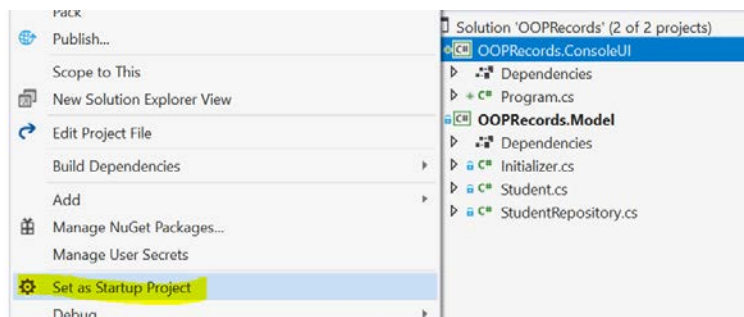 Pack
Publish...
Scope to This
New Solution Explorer View
Edit Project File
Build Dependencies
Add
Manage NuGet Packages...
Manage User Secrets
Set as Startup Project
Debug
Solution 'OOPRecords' (2 of 2 projects)
C# OOPRecords.ConsoleUI
Dependencies
+ C# Program.cs
C# OOPRecords.Model
Dependencies
C# Initializer.cs
C# Student.cs
C# StudentRepository.cs